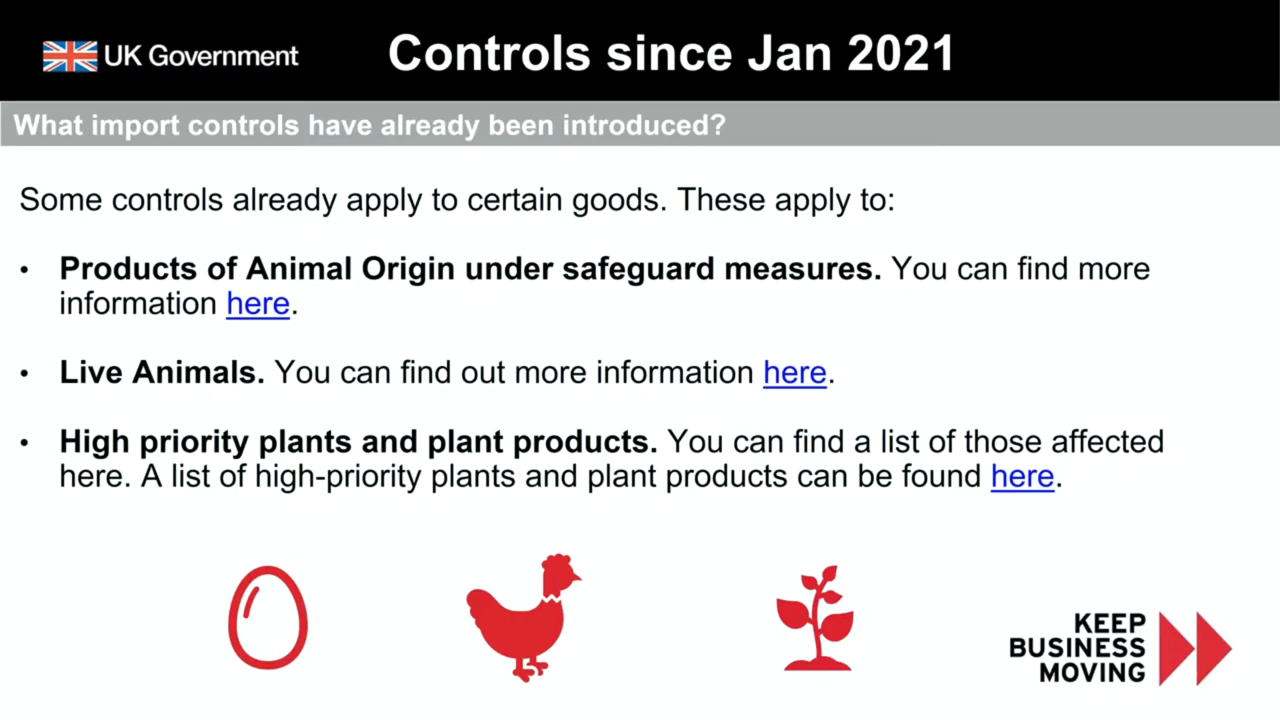 UK Government
Controls since Jan 2021
What import controls have already been introduced?
Some controls already apply to certain goods. These apply to:
• Products of Animal Origin under safeguard measures. You can find more
information here.
• Live Animals. You can find out more information here.
• High priority plants and plant products. You can find a list of those affected
here. A list of high-priority plants and plant products can be found here.
KEEP
BUSINESS
MOVING